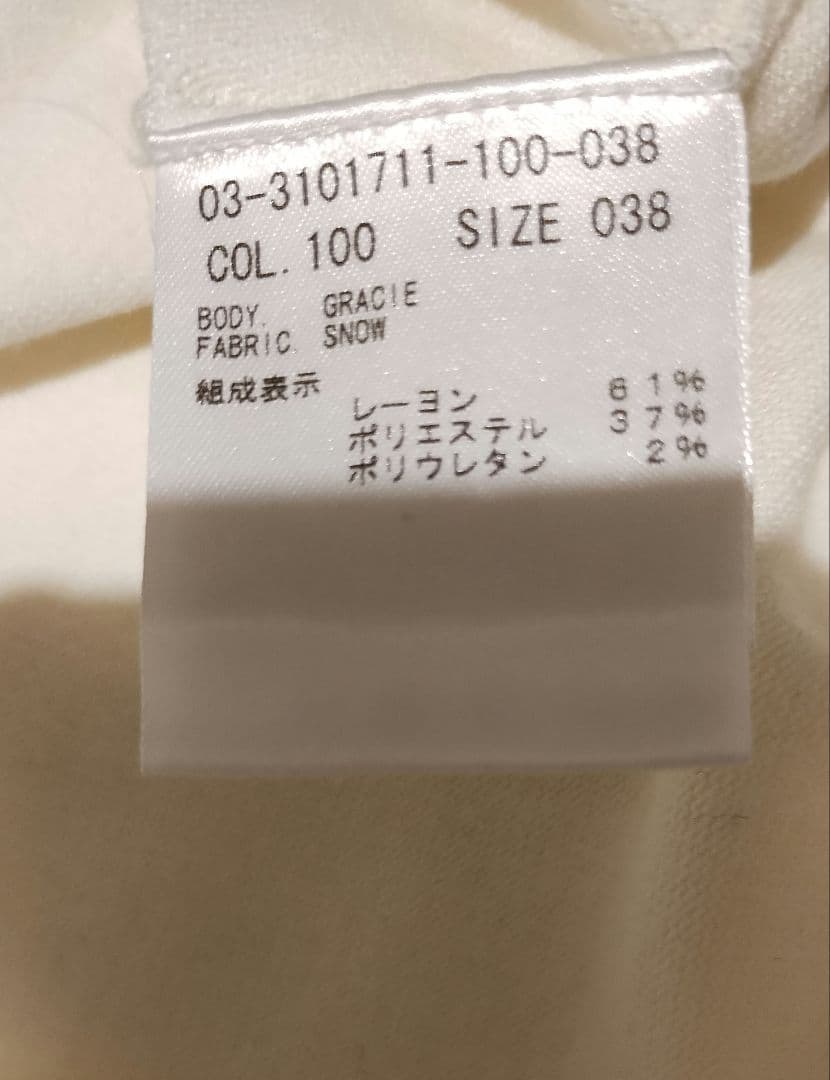 03-3101711-100-038
COL. 100 SIZE 038
BODY. GRACIE
FABRIC. SNOW
組成表示
レーヨン 61%
ポリエステル 37%
ポリウレタン 2%